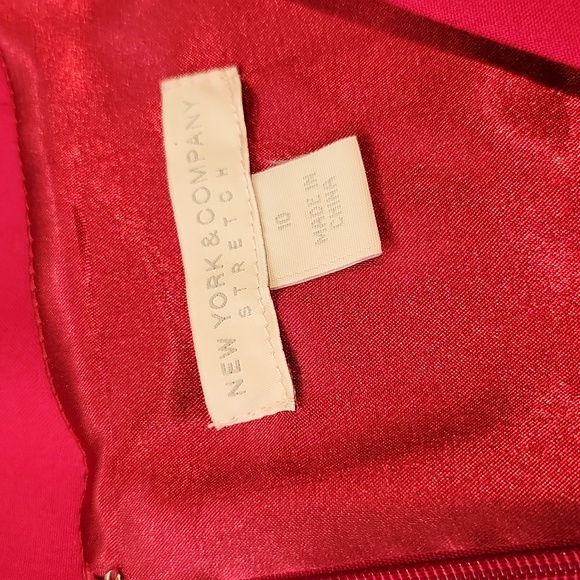 NEW YORK & COMPANY
STRETCH
10
MADE IN
CHINA